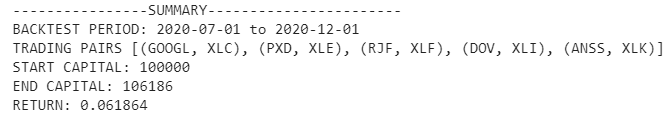 ----------------SUMMARY-----------------------
BACKTEST PERIOD: 2020-07-01 to 2020-12-01
TRADING PAIRS [(GOOGL, XLC), (PXD, XLE), (RJF, XLF), (DOV, XLI), (ANSS, XLK)]
START CAPITAL: 100000
END CAPITAL: 106186
RETURN: 0.061864